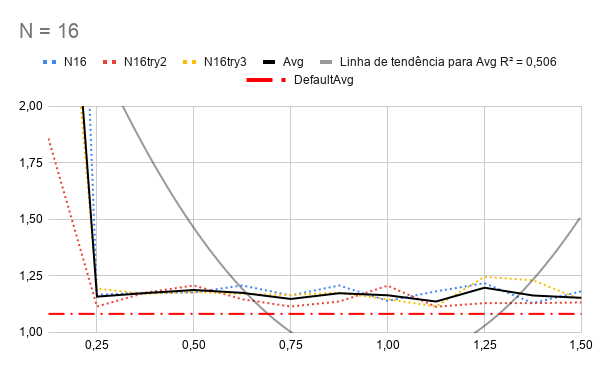 N = 16
N16 N16try2 N16try3 Avg Linha de tendência para Avg R² = 0,506
DefaultAvg
2,00
1,75
1,50
1,25
1,00
0,25 0,50 0,75 1,00 1,25 1,50